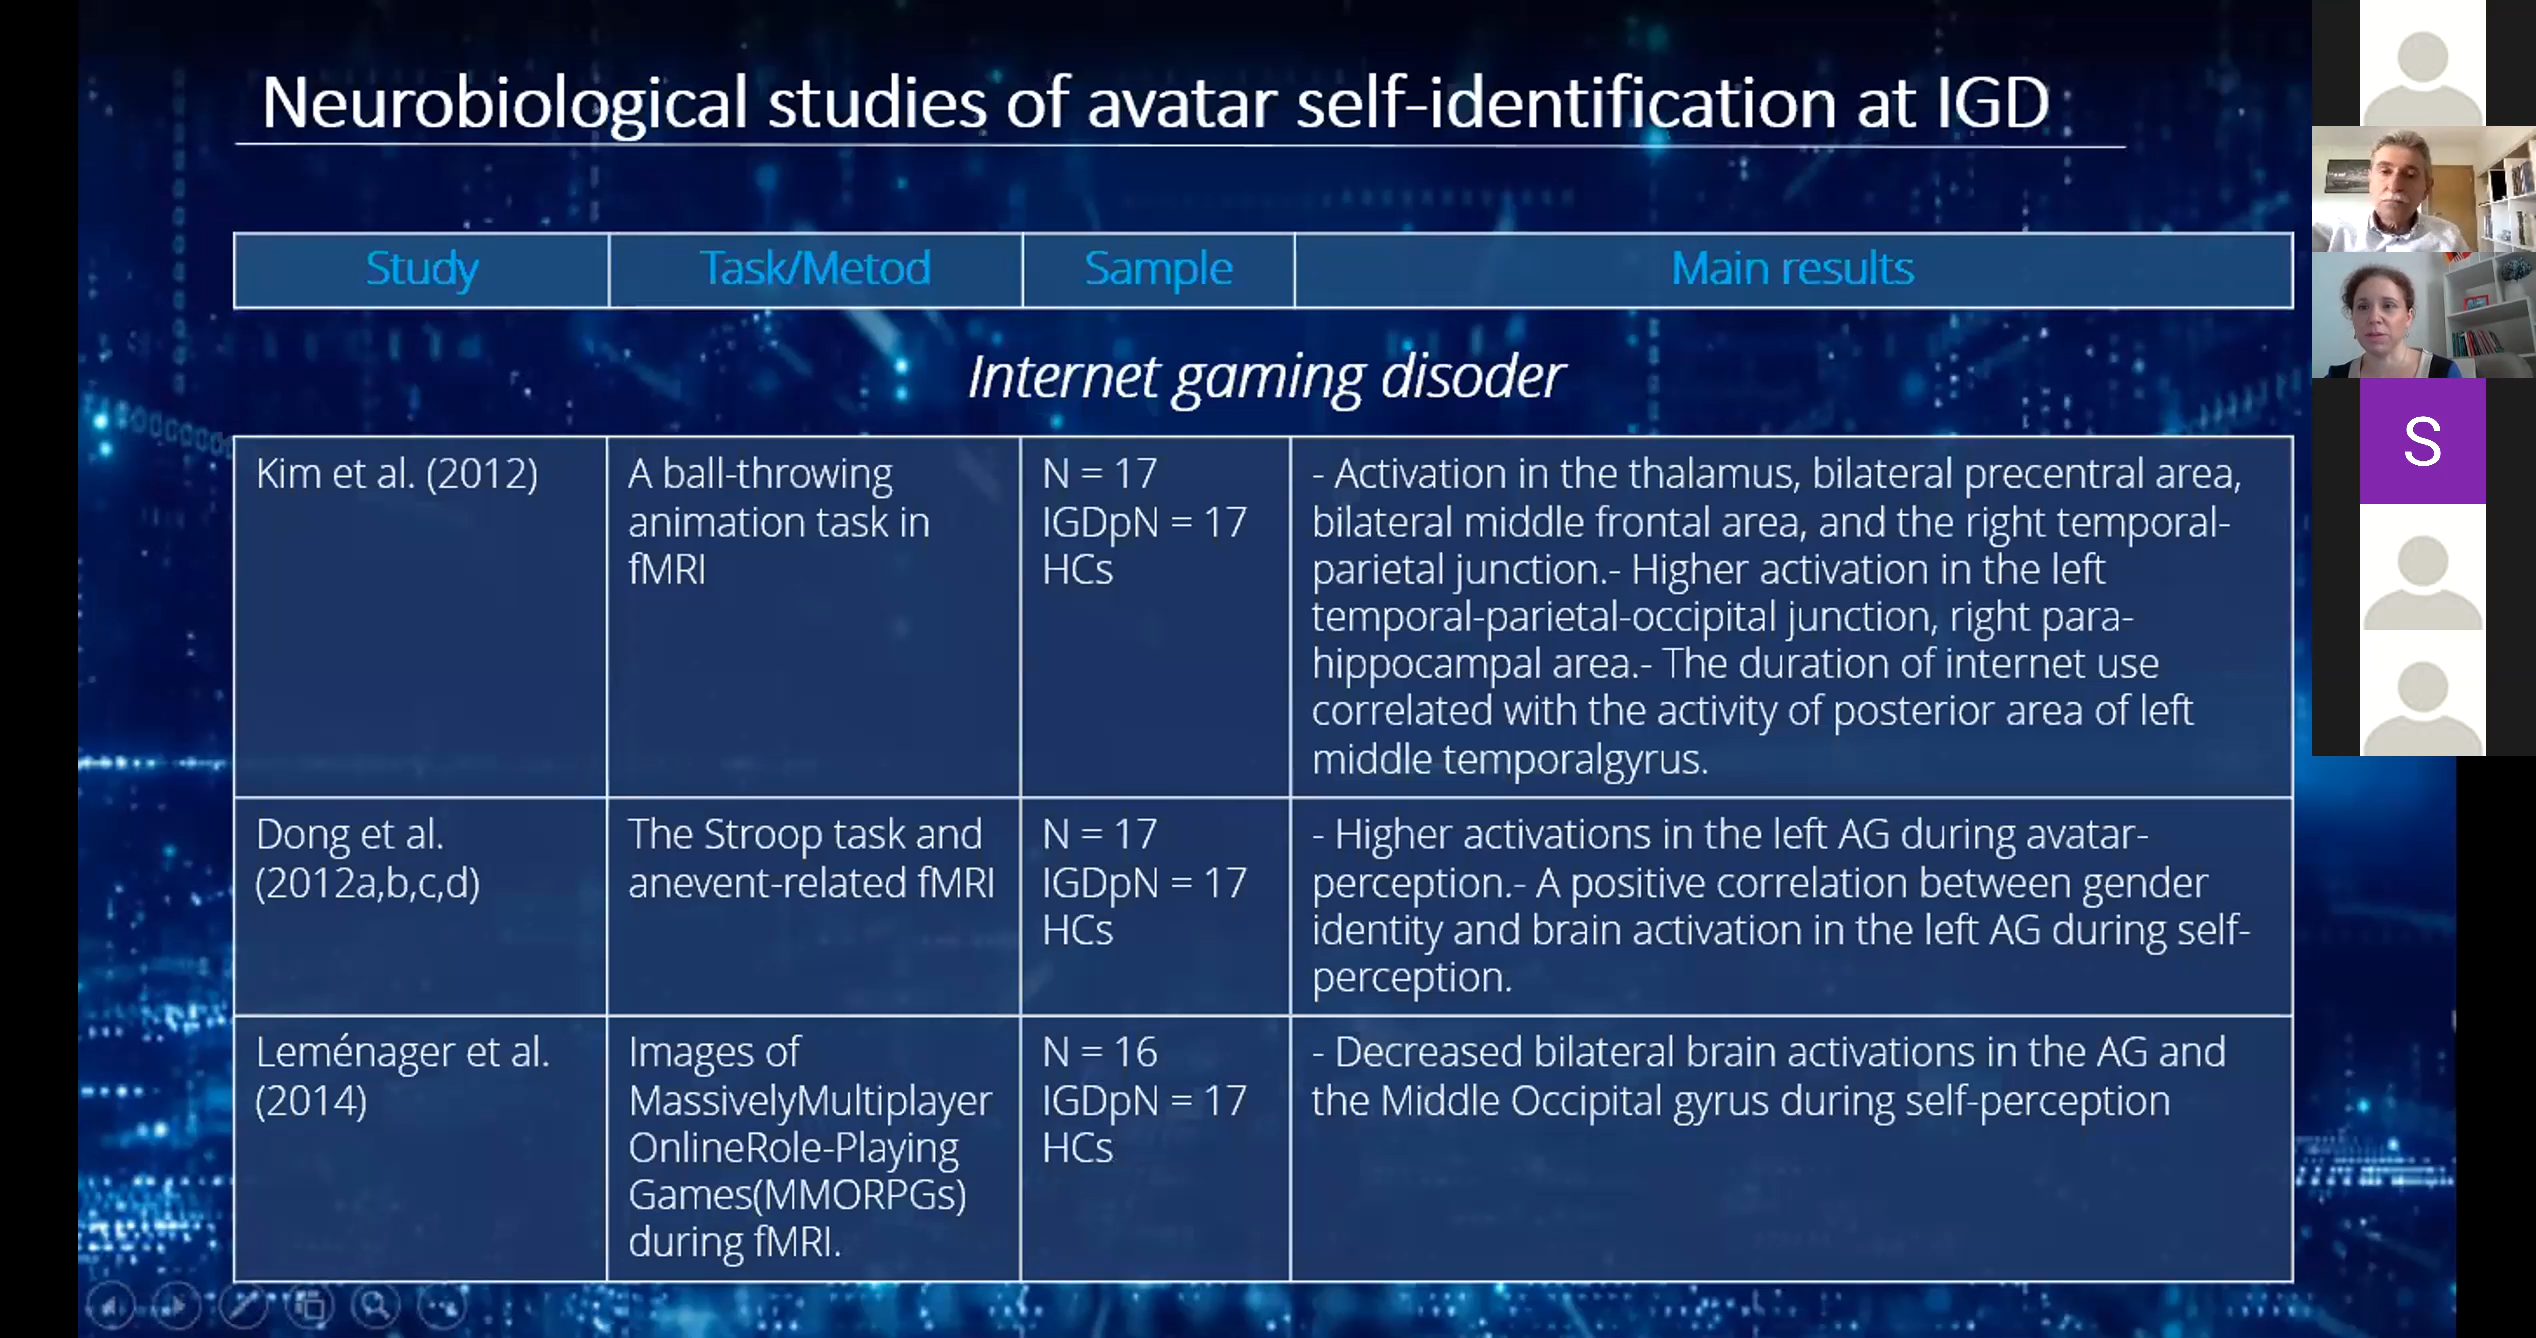 Neurobiological studies of avatar self-identification at IGD
Study
Task/Metod
Sample
Main results
Internet gaming disoder
Kim et al. (2012)
A ball-throwing
animation task in
fMRI
N = 17
IGDpN = 17
HCs
- Activation in the thalamus, bilateral precentral area,
bilateral middle frontal area, and the right temporal-
parietal junction.- Higher activation in the left
temporal-parietal-occipital junction, right para-
hippocampal area.- The duration of internet use
correlated with the activity of posterior area of left
middle temporalgyrus.
Dong et al.
(2012a,b,c,d)
The Stroop task and
anevent-related fMRI
N = 17
IGDpN = 17
HCs
- Higher activations in the left AG during avatar-
perception.- A positive correlation between gender
identity and brain activation in the left AG during self-
perception.
Leménager et al.
(2014)
Images of
MassivelyMultiplayer
OnlineRole-Playing
Games(MMORPGs)
during fMRI.
N = 16
IGDpN = 17
HCs
- Decreased bilateral brain activations in the AG and
the Middle Occipital gyrus during self-perception
S